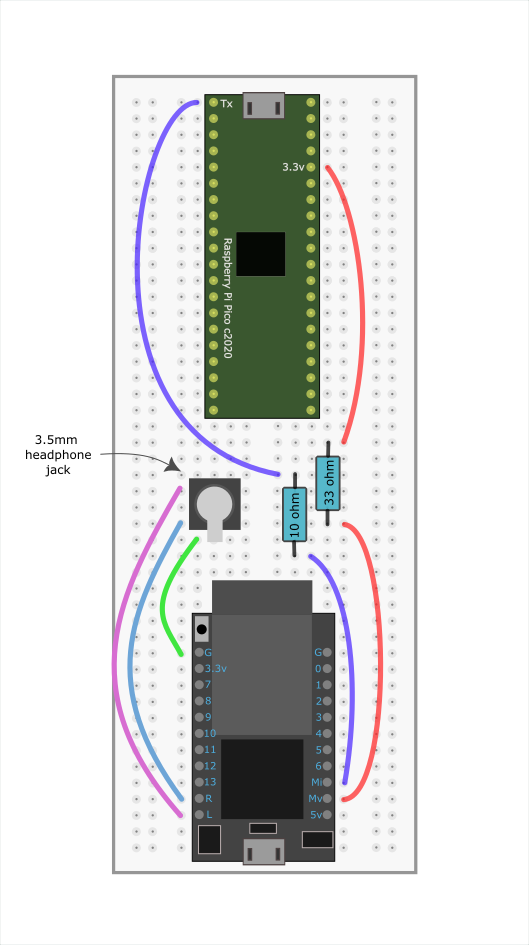 Tx
3.3v
Raspberry Pi Pico c2020
3.5mm
headphone
jack
33 ohm
10 ohm
G G
3.3v 0
7 1
8 2
9 3
10 4
11 5
12 6
13 Mi
R Mv
L 5v